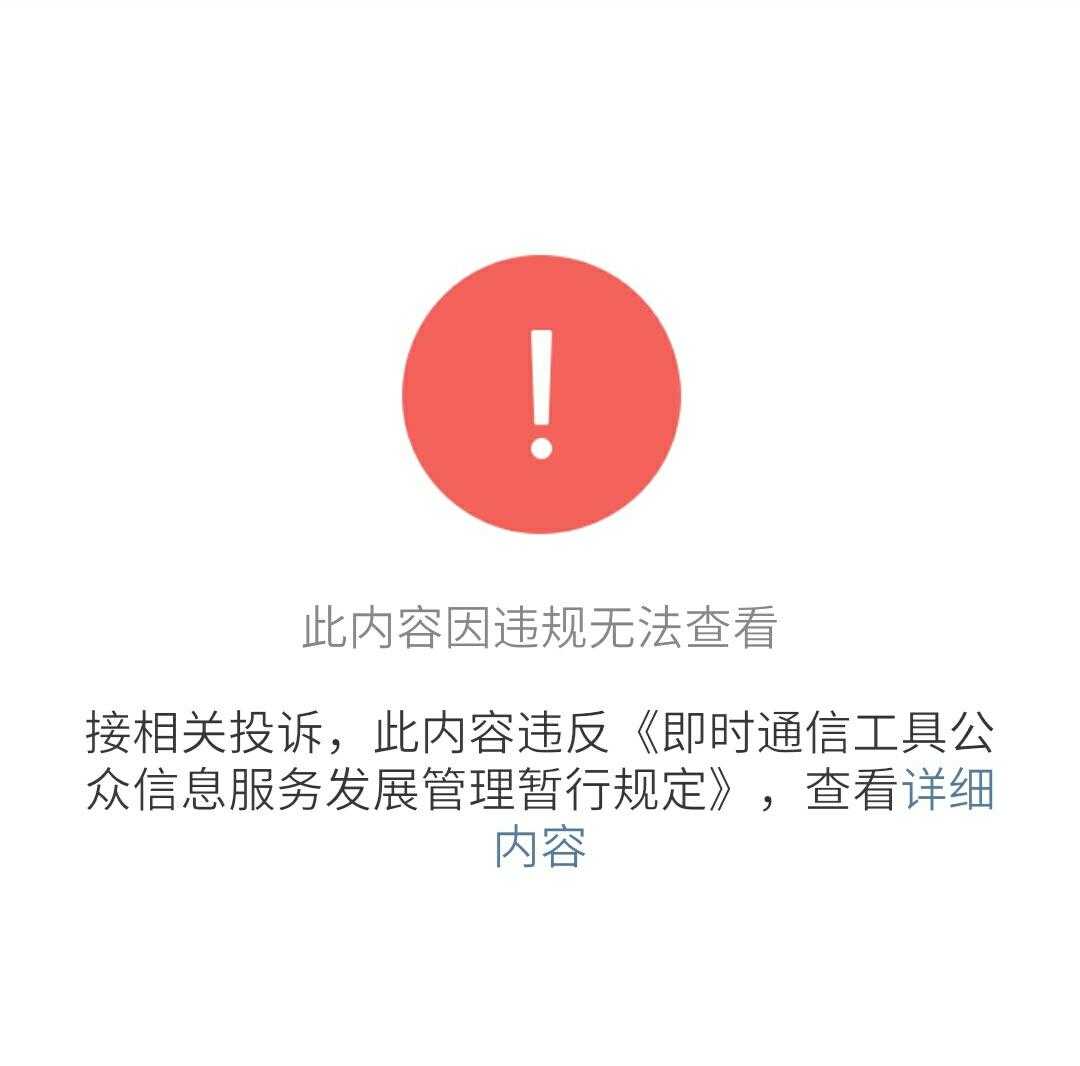 此内容因违规无法查看
接相关投诉，此内容违反《即时通信工具公
众信息服务发展管理暂行规定》，查看详细
内容